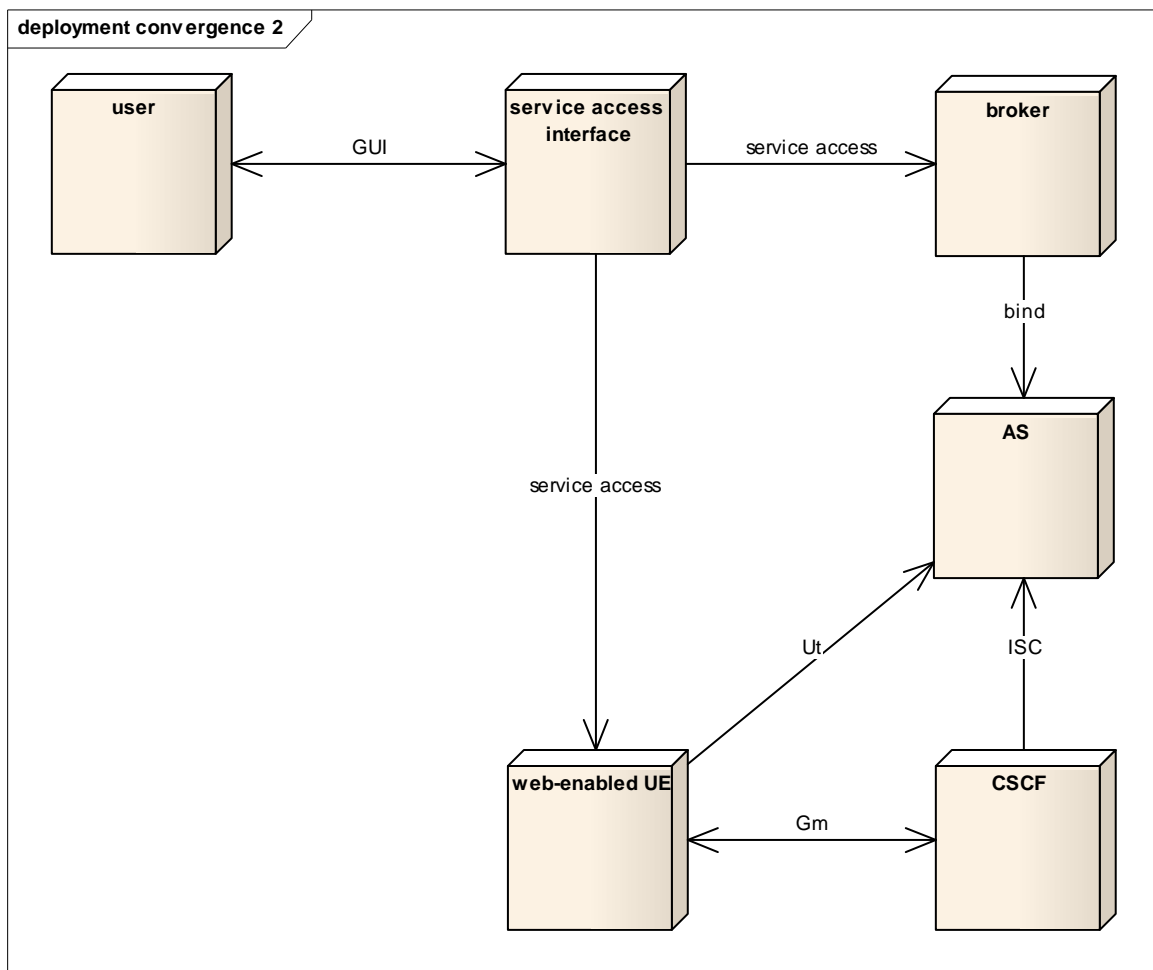 deployment convergence 2
user
service access
interface
broker
GUI
service access
bind
AS
service access
Ut
ISC
web-enabled UE
CSCF
Gm